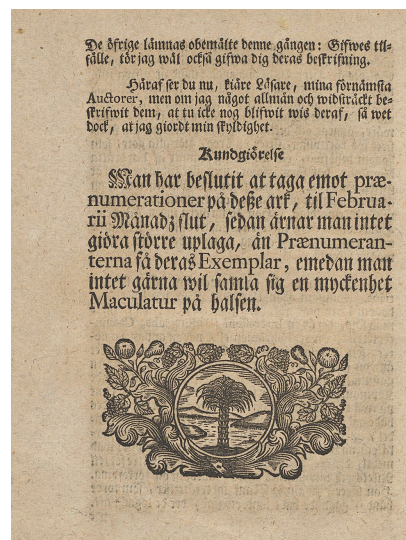 De öfrige lämnas obemälte denne gången: Gifwes til-
fälle, tör jag wäl också gifwa dig deras beskrifning.
Häraf ser du nu, kiäre Läsare, mina förnämsta
Auctorer, men om jag något allmän och widsträckt be-
skrifwit dem, at tu icke nog blifwit wis deraf, så wet
dock, at jag giordt min skyldighet.
Kundgiörelse
Man har beslutit at taga emot præ-
numerationer på deße ark, til Februa-
rii Månadz slut, sedan ärnar man intet
giöra större uplaga, än Prænumeran-
terna få deras Exemplar, emedan man
intet gärna wil samla sig en myckenhet
Maculatur på halsen.